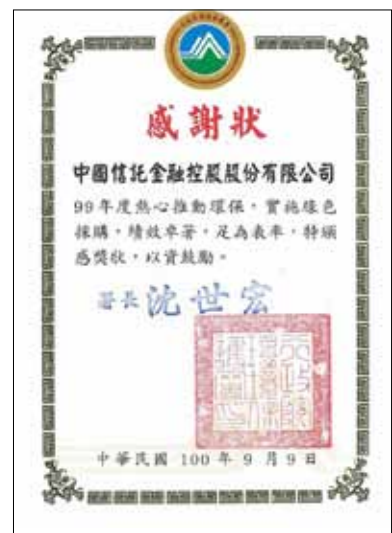 感謝狀
中國信託金融控股股份有限公司
99年度熱心推動環保，實施綠色
採購，績效卓著，足為表率，特頒
感獎狀，以資鼓勵。
署長 沈世宏
中華民國 100 年 9 月 9 日